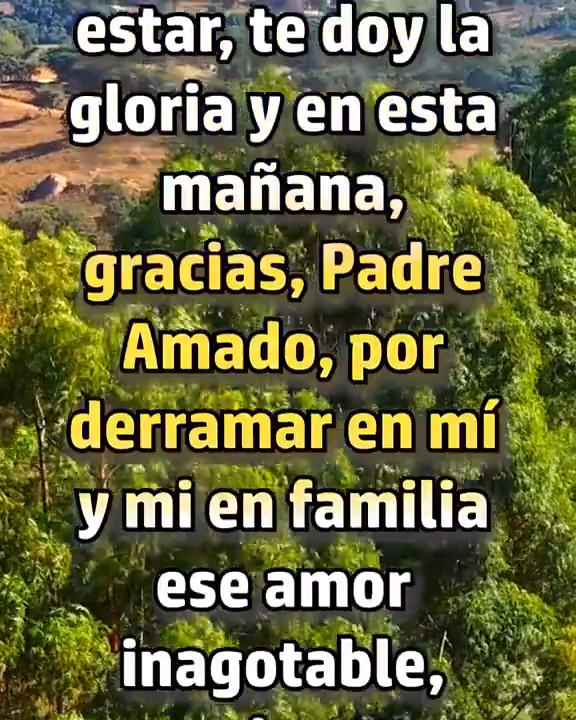 estar, te doy la
gloria y en esta
mañana,
gracias, Padre
Amado, por
derramar en mí
y mi en familia
ese amor
inagotable,